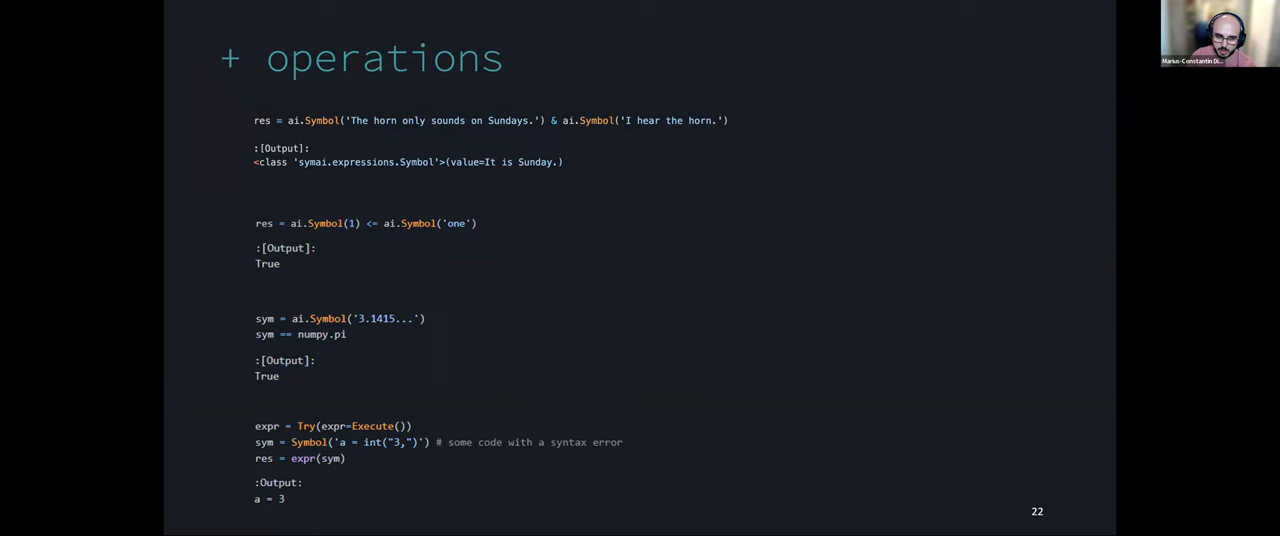 + operations
Marius-Constantin Di...
res = ai.Symbol('The horn only sounds on Sundays.') & ai.Symbol('I hear the horn.')
:[Output]:
<class 'symai.expressions.Symbol'>(value=It is Sunday.)
res = ai.Symbol(1) <= ai.Symbol('one')
:[Output]:
True
sym = ai.Symbol('3.1415...')
sym == numpy.pi
:[Output]:
True
expr = Try(expr=Execute())
sym = Symbol('a = int("3,")') # some code with a syntax error
res = expr(sym)
:Output:
a = 3
22